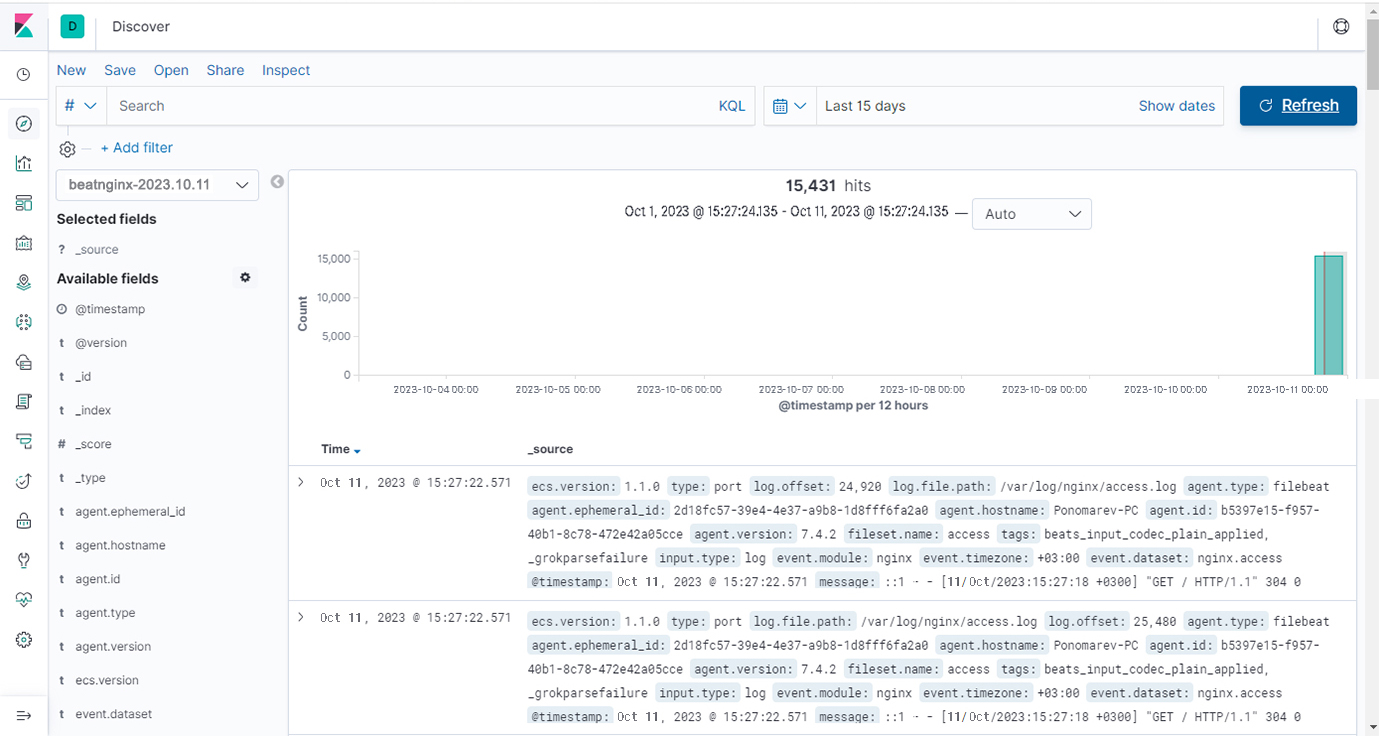 D Discover
New Save Open Share Inspect
# Search KQL Last 15 days Show dates Refresh
+ Add filter
beatnginx-2023.10.11
Selected fields
? _source
Available fields
@timestamp
t @version
t _id
t _index
# _score
t _type
t agent.ephemeral_id
t agent.hostname
t agent.id
t agent.type
t agent.version
t ecs.version
t event.dataset
15,431 hits
Oct 1, 2023 @ 15:27:24.135 - Oct 11, 2023 @ 15:27:24.135 — Auto
Count
15,000
10,000
5,000
0
2023-10-04 00:00 2023-10-05 00:00 2023-10-06 00:00 2023-10-07 00:00 2023-10-08 00:00 2023-10-09 00:00 2023-10-10 00:00 2023-10-11 00:00
@timestamp per 12 hours
Time _source
Oct 11, 2023 @ 15:27:22.571 ecs.version: 1.1.0 type: port log.offset: 24,920 log.file.path: /var/log/nginx/access.log agent.type: filebeat
agent.ephemeral_id: 2d18fc57-39e4-4e37-a9b8-1d8fff6fa2a0 agent.hostname: Ponomarev-PC agent.id: b5397e15-f957-
40b1-8c78-472e42a05cce agent.version: 7.4.2 fileset.name: access tags: beats_input_codec_plain_applied,
_grokparsefailure input.type: log event.module: nginx event.timezone: +03:00 event.dataset: nginx.access
@timestamp: Oct 11, 2023 @ 15:27:22.571 message: ::1 - - [11/Oct/2023:15:27:18 +0300] "GET / HTTP/1.1" 304 0
Oct 11, 2023 @ 15:27:22.571 ecs.version: 1.1.0 type: port log.file.path: /var/log/nginx/access.log log.offset: 25,480 agent.type: filebeat
agent.ephemeral_id: 2d18fc57-39e4-4e37-a9b8-1d8fff6fa2a0 agent.hostname: Ponomarev-PC agent.id: b5397e15-f957-
40b1-8c78-472e42a05cce agent.version: 7.4.2 fileset.name: access tags: beats_input_codec_plain_applied,
_grokparsefailure input.type: log event.module: nginx event.timezone: +03:00 event.dataset: nginx.access
@timestamp: Oct 11, 2023 @ 15:27:22.571 message: ::1 - - [11/Oct/2023:15:27:18 +0300] "GET / HTTP/1.1" 304 0